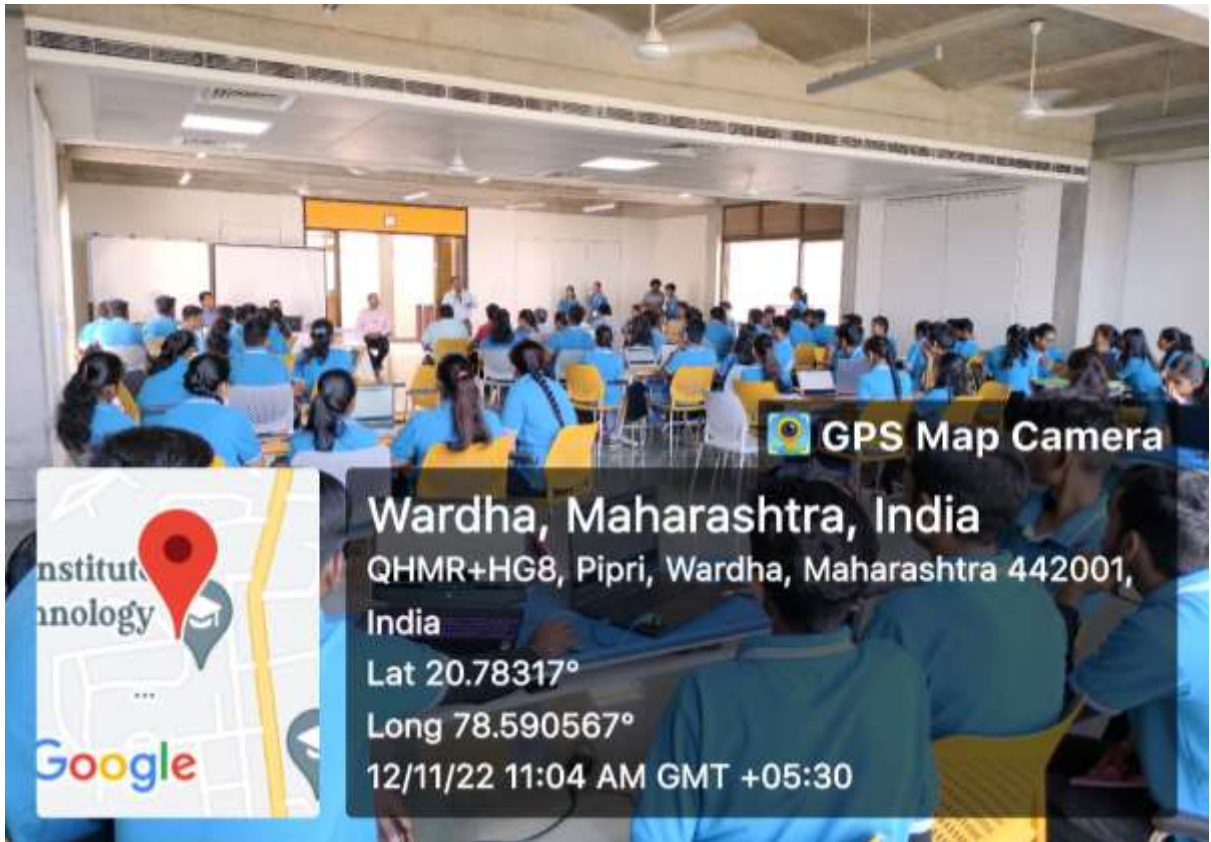 GPS Map Camera
Wardha, Maharashtra, India
QHMR+HG8, Pipri, Wardha, Maharashtra 442001,
India
Lat 20.78317°
Long 78.590567°
12/11/22 11:04 AM GMT +05:30
nstitut
nnology
Google